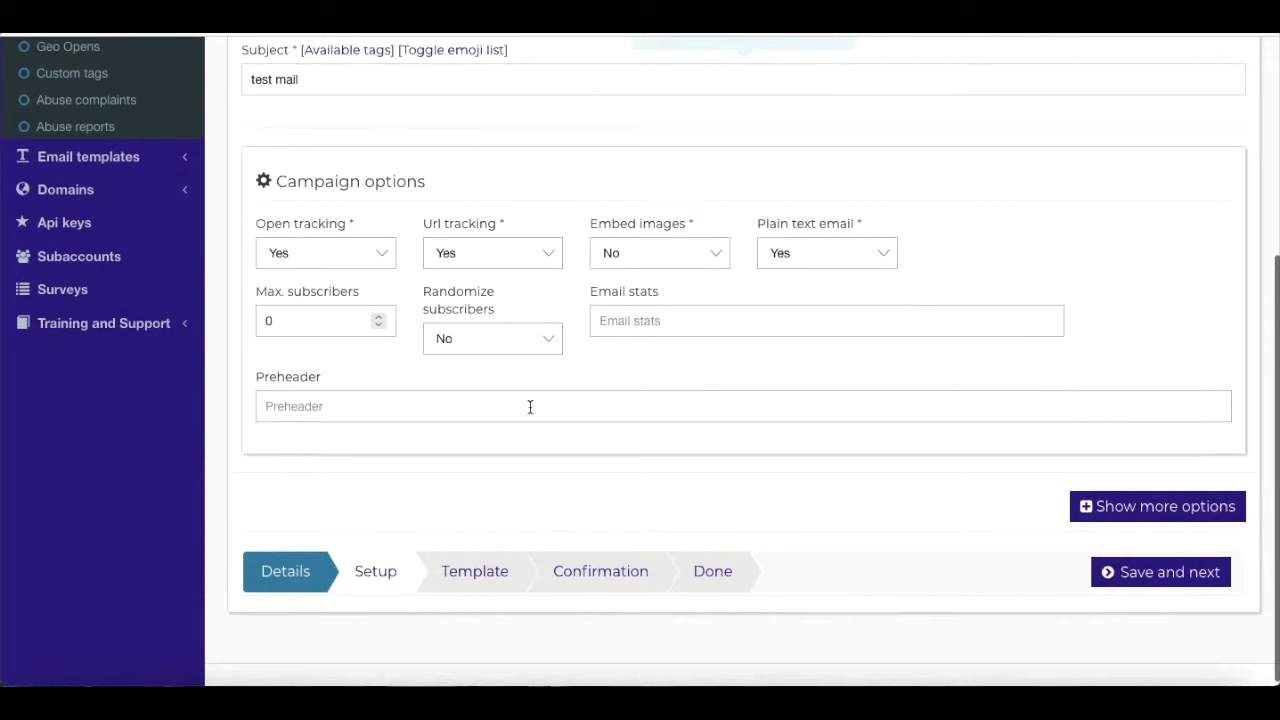 Geo Opens
Custom tags
Abuse complaints
Abuse reports
Email templates
Domains
Api keys
Subaccounts
Surveys
Training and Support
Subject * [Available tags] [Toggle emoji list]
test mail
Campaign options
Open tracking * Url tracking * Embed images * Plain text email *
Yes Yes No Yes
Max. subscribers Randomize subscribers Email stats
0 No Email stats
Preheader
Preheader
Show more options
Details Setup Template Confirmation Done Save and next